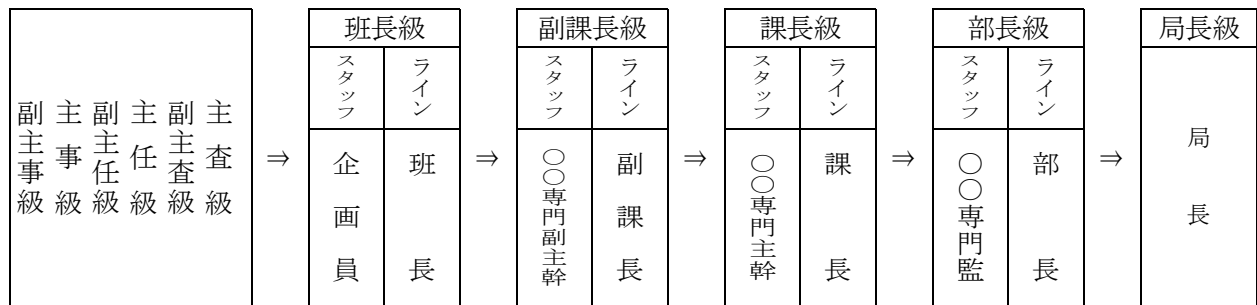 副主事級
主事級
副主任級
主任級
副主査級
主査級
⇒
班長級
スタッフ
ライン
企画員
班長
⇒
副課長級
スタッフ
ライン
○○専門副主幹
副課長
⇒
課長級
スタッフ
ライン
○○専門主幹
課長
⇒
部長級
スタッフ
ライン
○○専門監
部長
⇒
局長級
局長